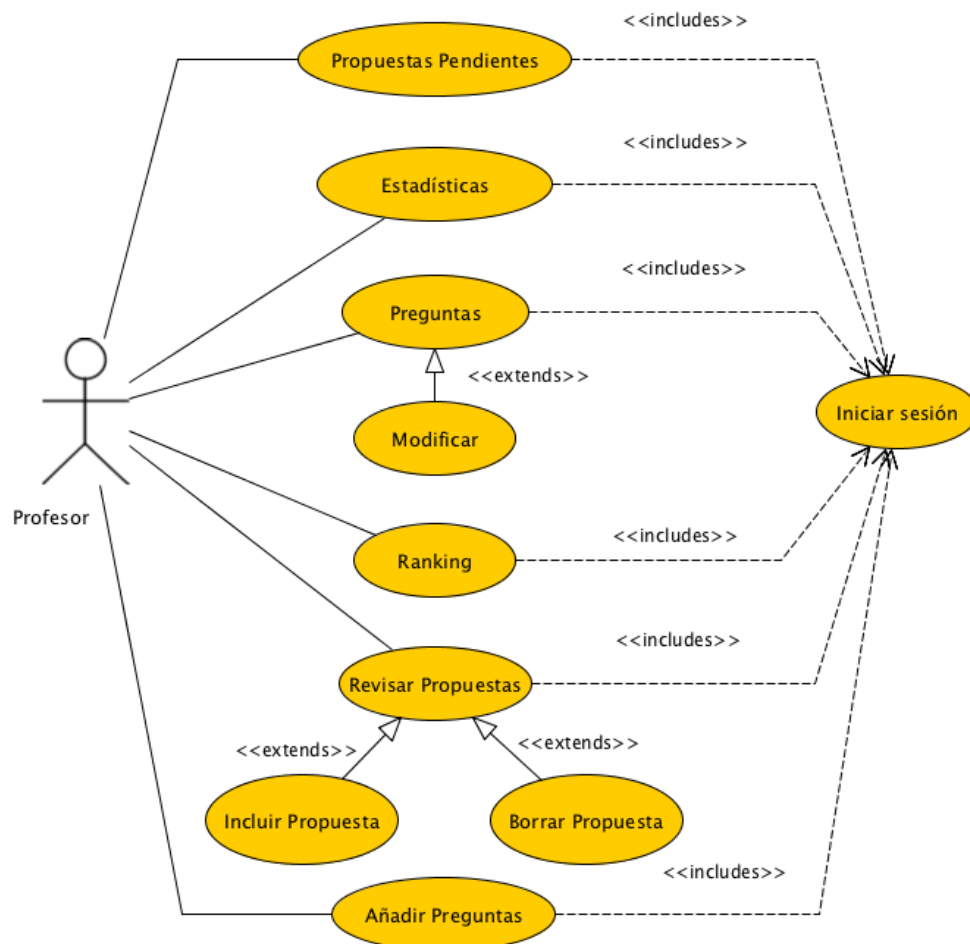 <<includes>>
Propuestas Pendientes
<<includes>>
Estadísticas
<<includes>>
Preguntas
<<extends>>
Iniciar sesión
Modificar
Profesor
<<includes>>
Ranking
<<includes>>
Revisar Propuestas
<<extends>>
<<extends>>
Incluir Propuesta
Borrar Propuesta
<<includes>>
Añadir Preguntas